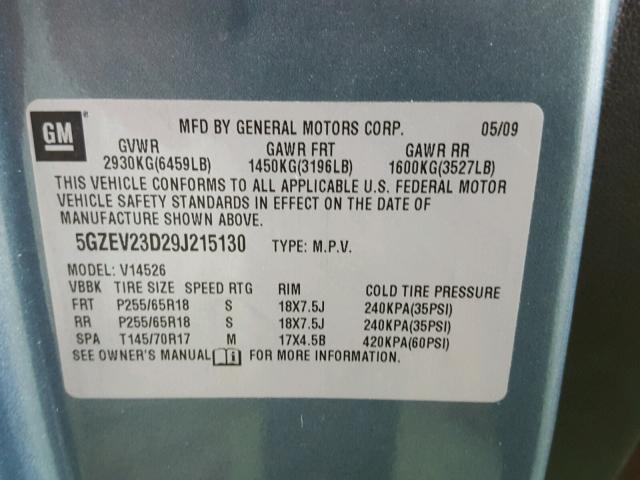 GM ®
MFD BY GENERAL MOTORS CORP. 05/09
GVWR GAWR FRT GAWR RR
2930KG(6459LB) 1450KG(3196LB) 1600KG(3527LB)
THIS VEHICLE CONFORMS TO ALL APPLICABLE U.S. FEDERAL MOTOR
VEHICLE SAFETY STANDARDS IN EFFECT ON THE DATE OF
MANUFACTURE SHOWN ABOVE.
5GZEV23D29J215130 TYPE: M.P.V.
MODEL: V14526
VBBK TIRE SIZE SPEED RTG RIM COLD TIRE PRESSURE
FRT P255/65R18 S 18X7.5J 240KPA(35PSI)
RR P255/65R18 S 18X7.5J 240KPA(35PSI)
SPA T145/70R17 M 17X4.5B 420KPA(60PSI)
SEE OWNER'S MANUAL FOR MORE INFORMATION.